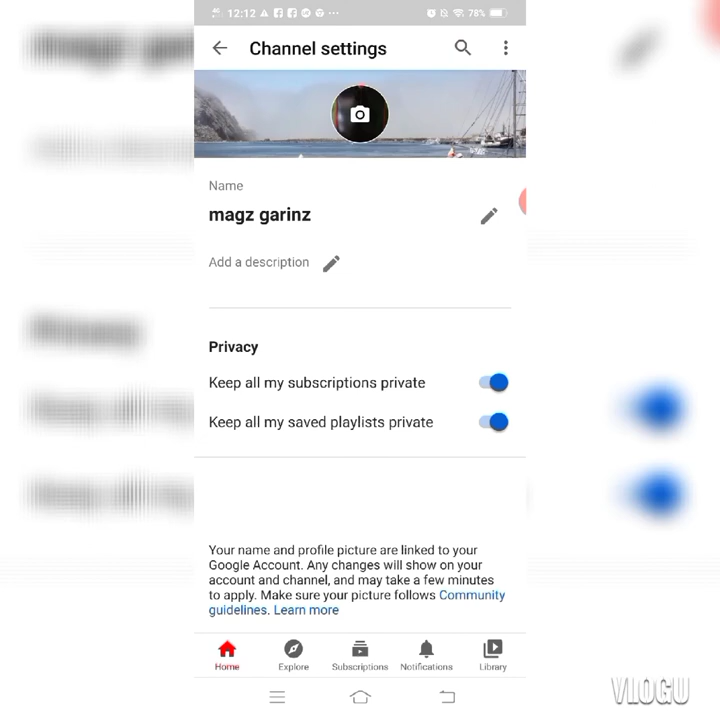 12:12
78%
Channel settings
Name
magz garinz
Add a description
Privacy
Keep all my subscriptions private
Keep all my saved playlists private
Your name and profile picture are linked to your
Google Account. Any changes will show on your
account and channel, and may take a few minutes
to apply. Make sure your picture follows Community
guidelines. Learn more
Home
Explore
Subscriptions
Notifications
Library
VLOGU